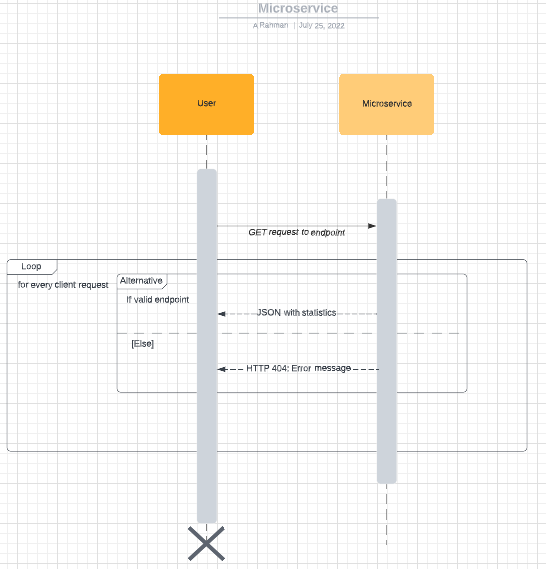 Microservice
A Rahman | July 25, 2022
User
Microservice
GET request to endpoint
Loop
for every client request
Alternative
If valid endpoint
JSON with statistics
[Else]
HTTP 404: Error message